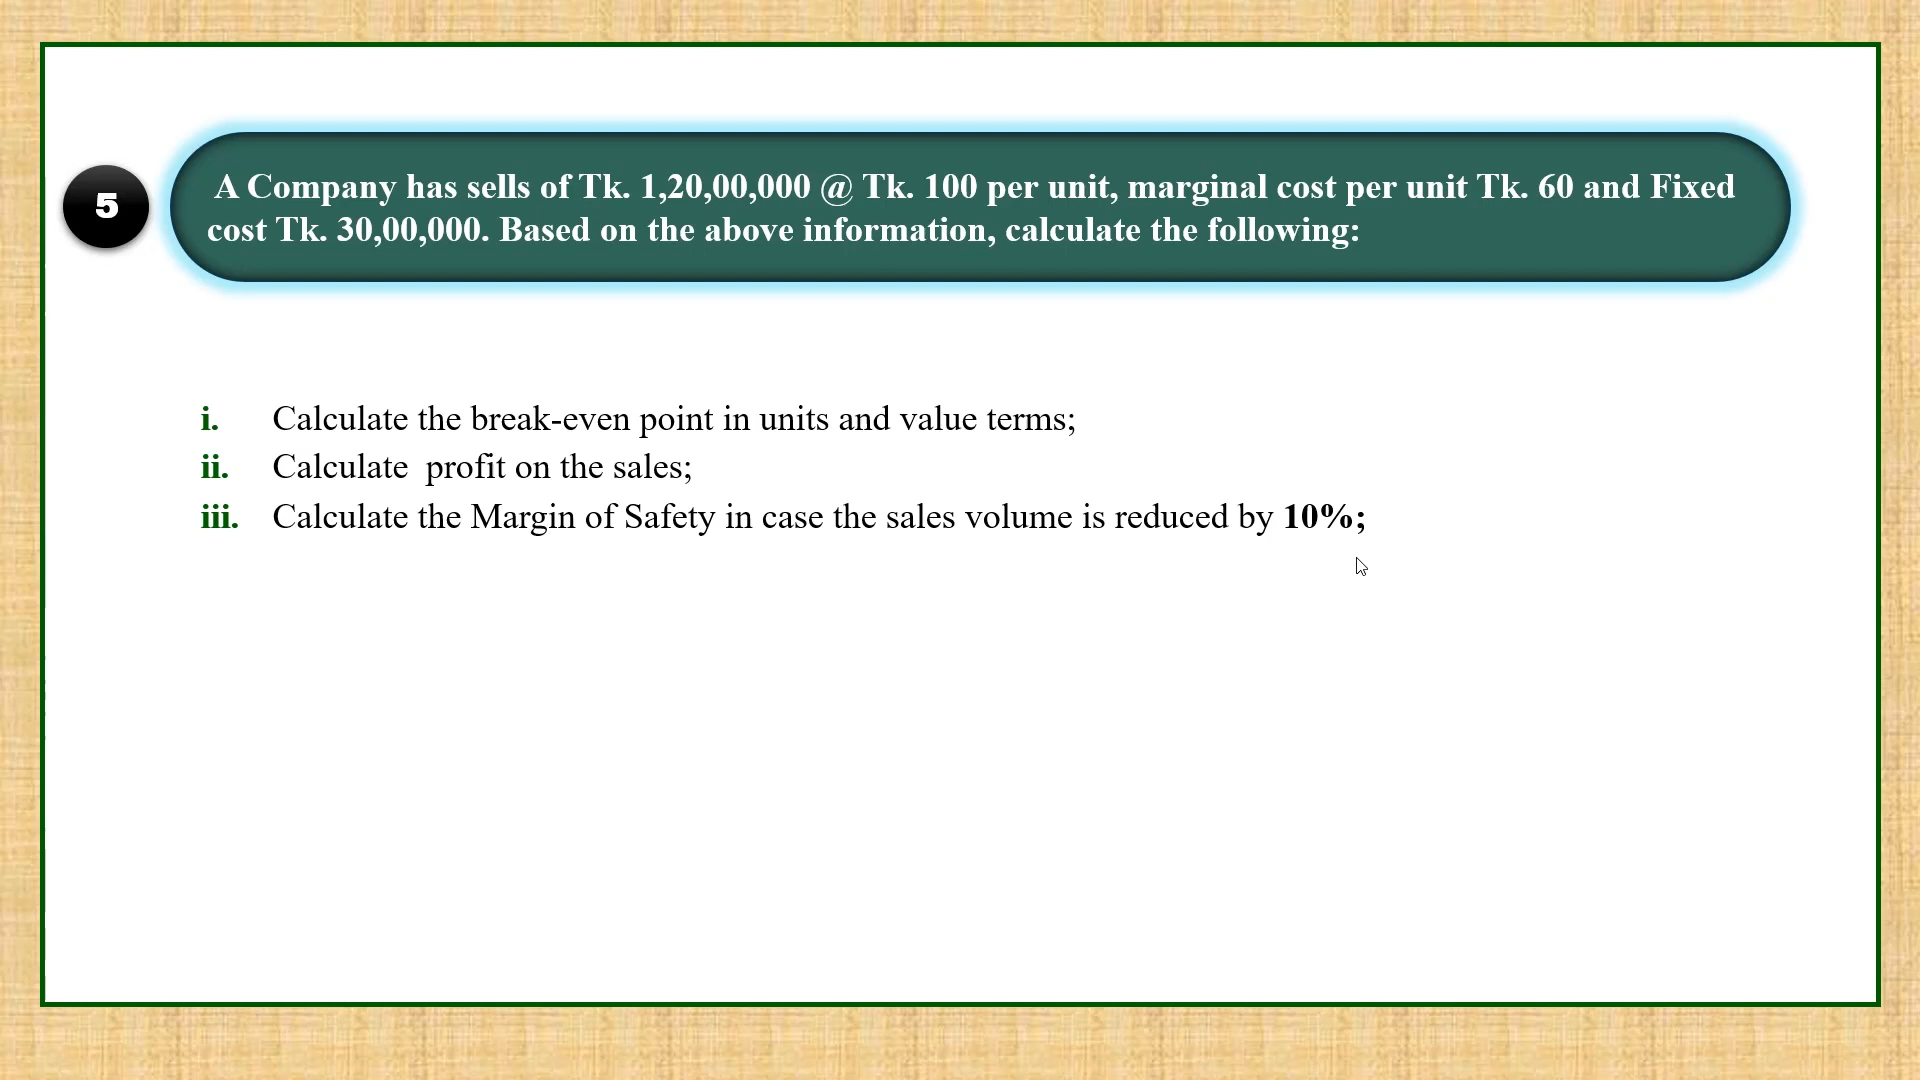 5
A Company has sells of Tk. 1,20,00,000 @ Tk. 100 per unit, marginal cost per unit Tk. 60 and Fixed
cost Tk. 30,00,000. Based on the above information, calculate the following:
i. Calculate the break-even point in units and value terms;
ii. Calculate profit on the sales;
iii. Calculate the Margin of Safety in case the sales volume is reduced by 10%;